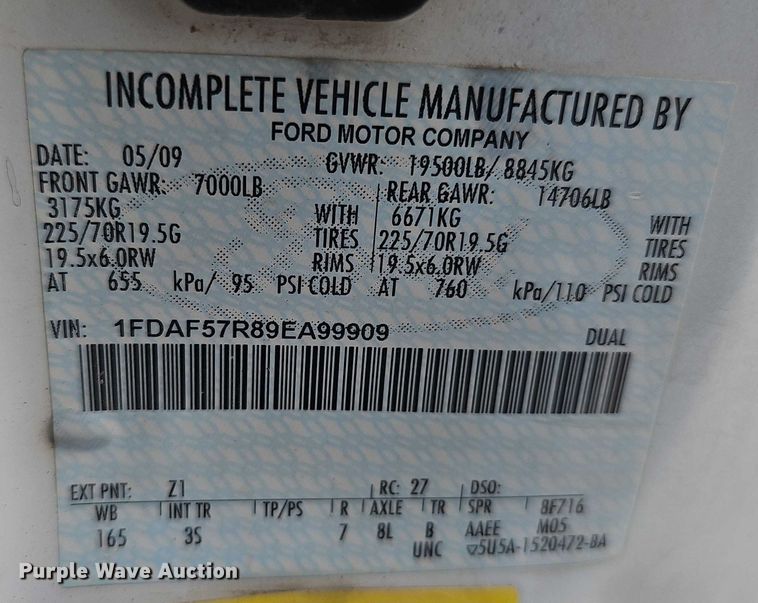 INCOMPLETE VEHICLE MANUFACTURED BY
FORD MOTOR COMPANY
DATE: 05/09 GVWR: 19500LB/ 8845KG
FRONT GAWR: 7000LB REAR GAWR: 14706LB
3175KG WITH 6671KG WITH
225/70R19.5G TIRES 225/70R19.5G TIRES
19.5x6.0RW RIMS 19.5x6.0RW RIMS
AT 655 kPa/ 95 PSI COLD AT 760 kPa/110 PSI COLD
VIN: 1FDAF57R89EA99909 DUAL
EXT PNT: Z1 RC: 27 DSO:
WB INT TR TP/PS R AXLE TR SPR 8F716
165 3S 7 8L B AAEE M05
UNC 5U5A-1520472-BA
Purple Wave Auction